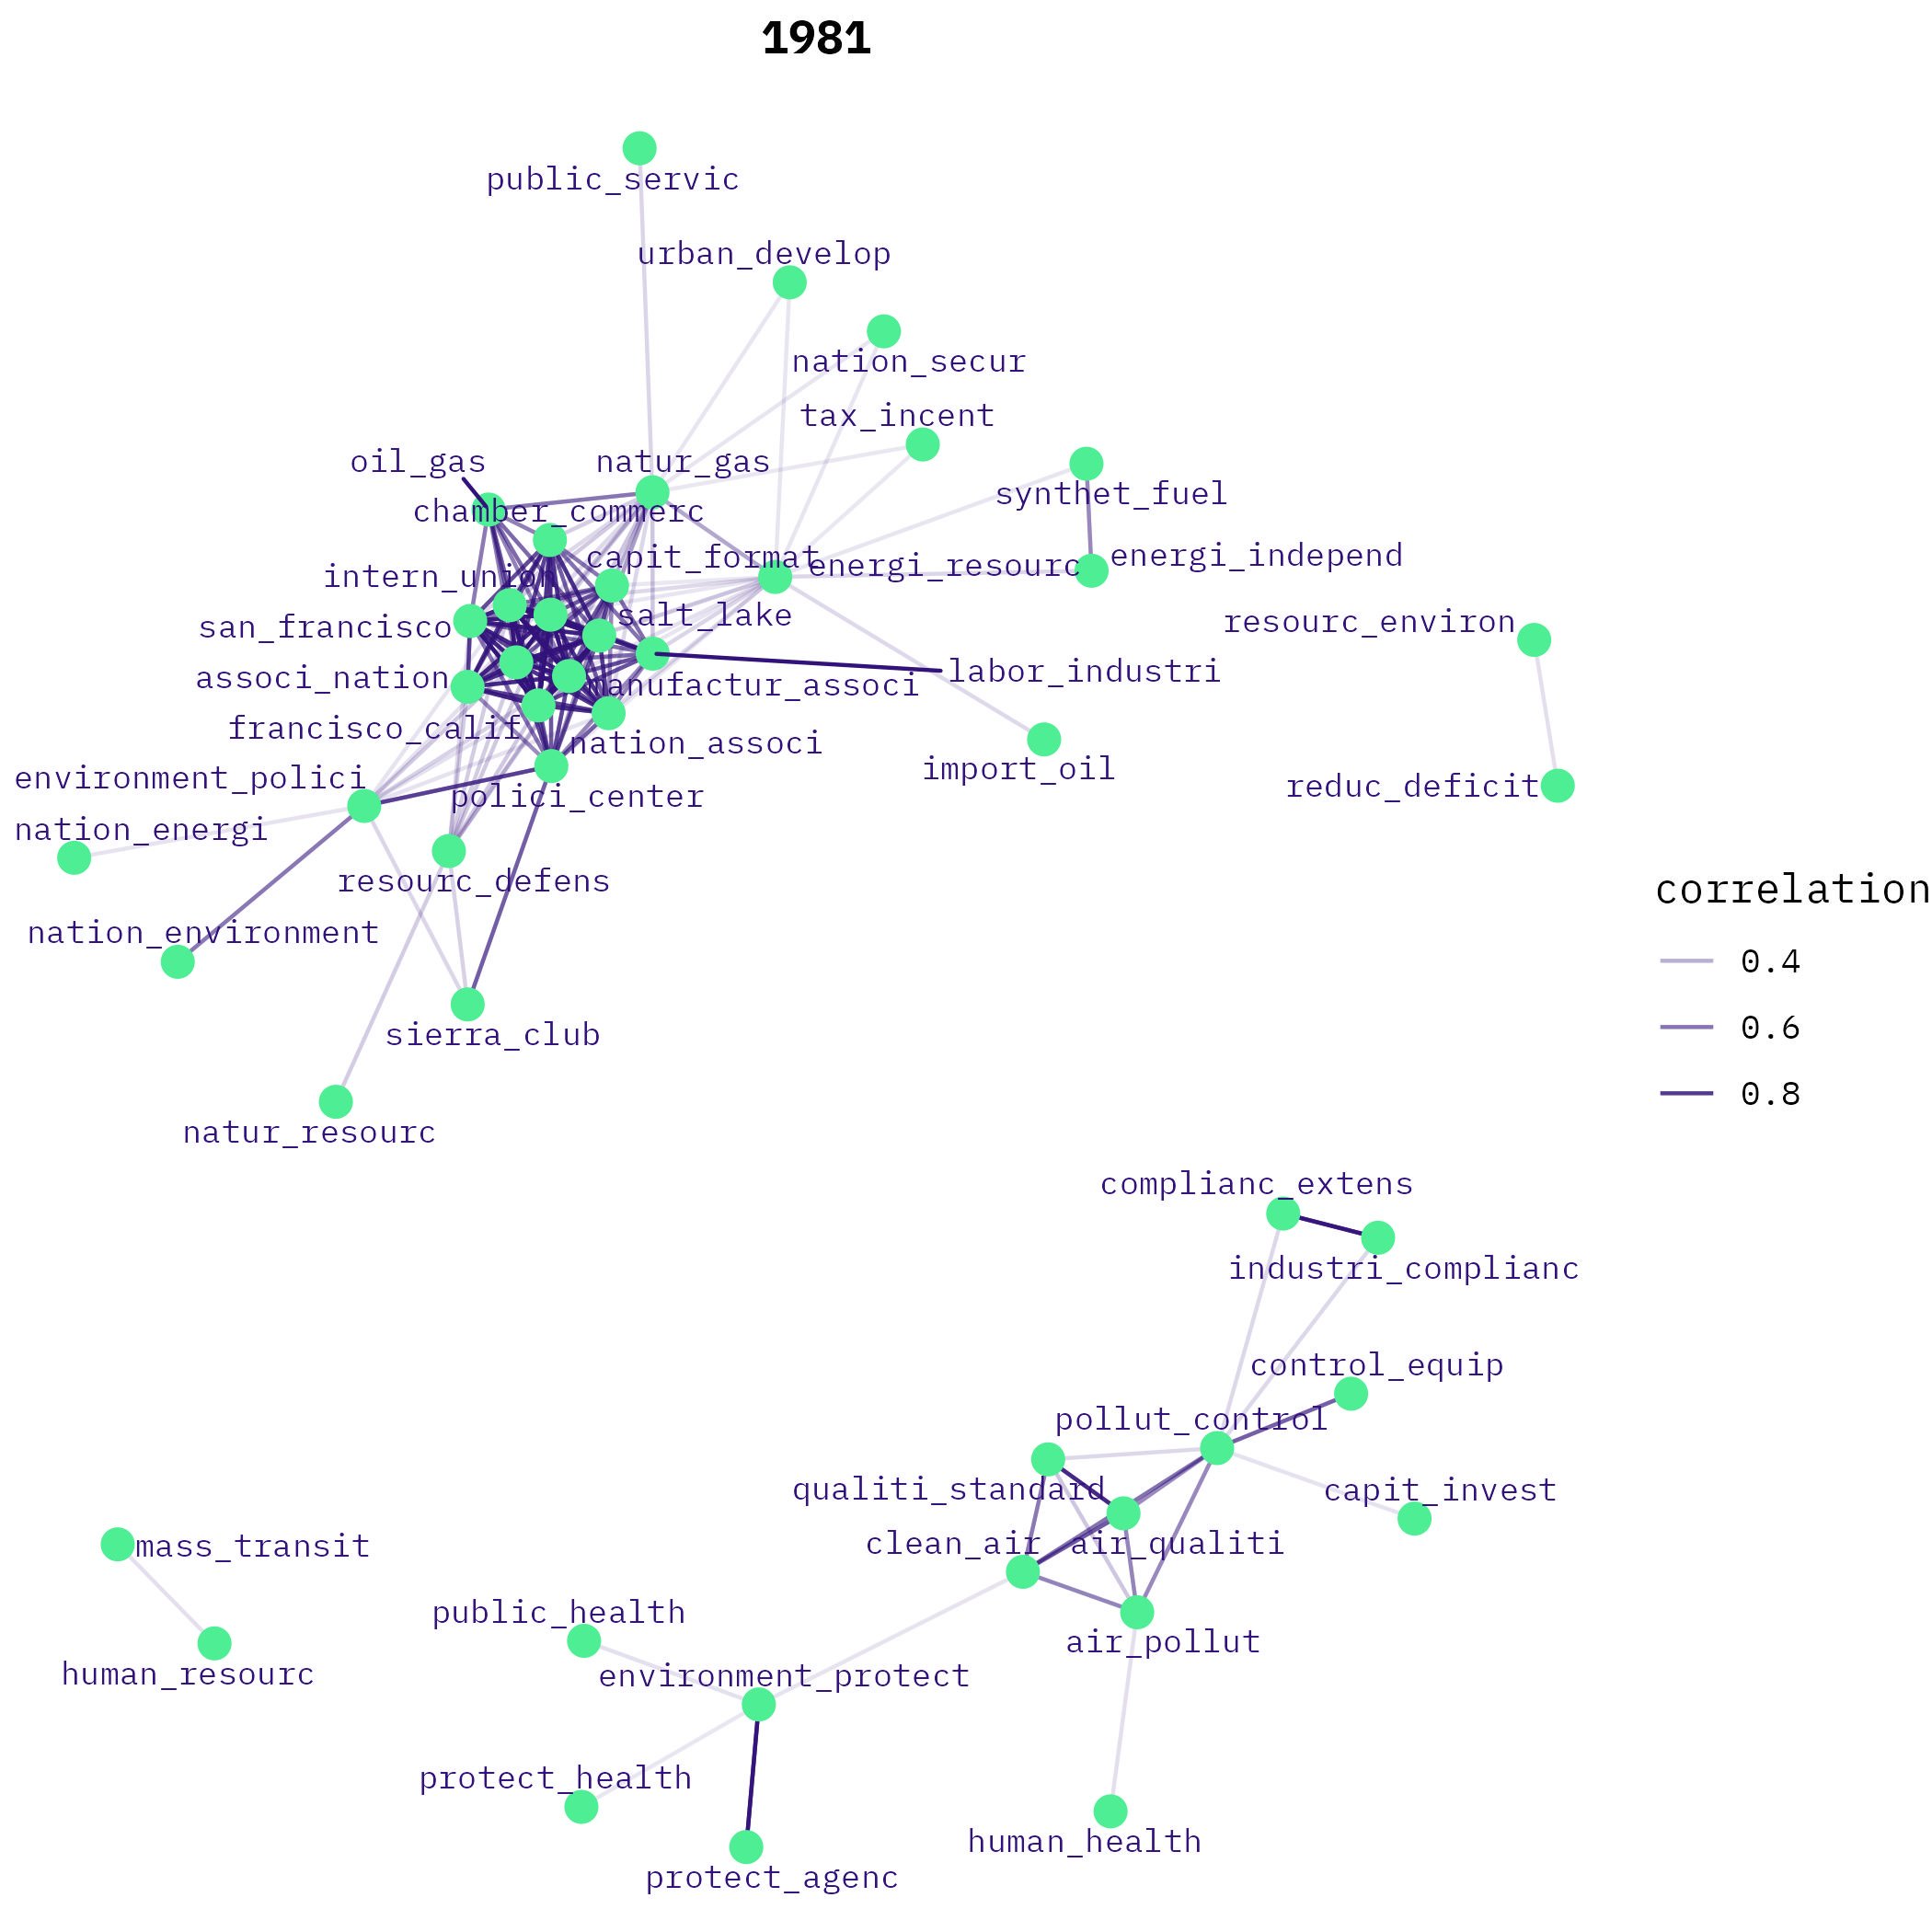 1981
public_servic
urban_develop
nation_secur
tax_incent
oil_gas
natur_gas
synthet_fuel
chamber_commerc
capit_format
energi_resourc
energi_independ
intern_union
salt_lake
san_francisco
resourc_environ
associ_nation
manufactur_associ
labor_industri
francisco_calif
nation_associ
import_oil
environment_polici
polici_center
reduc_deficit
nation_energi
resourc_defens
correlation
nation_environment
0.4
sierra_club
0.6
0.8
natur_resourc
complianc_extens
industri_complianc
control_equip
pollut_control
qualiti_standard
capit_invest
clean_air
air_qualiti
mass_transit
public_health
air_pollut
human_resourc
environment_protect
protect_health
human_health
protect_agenc